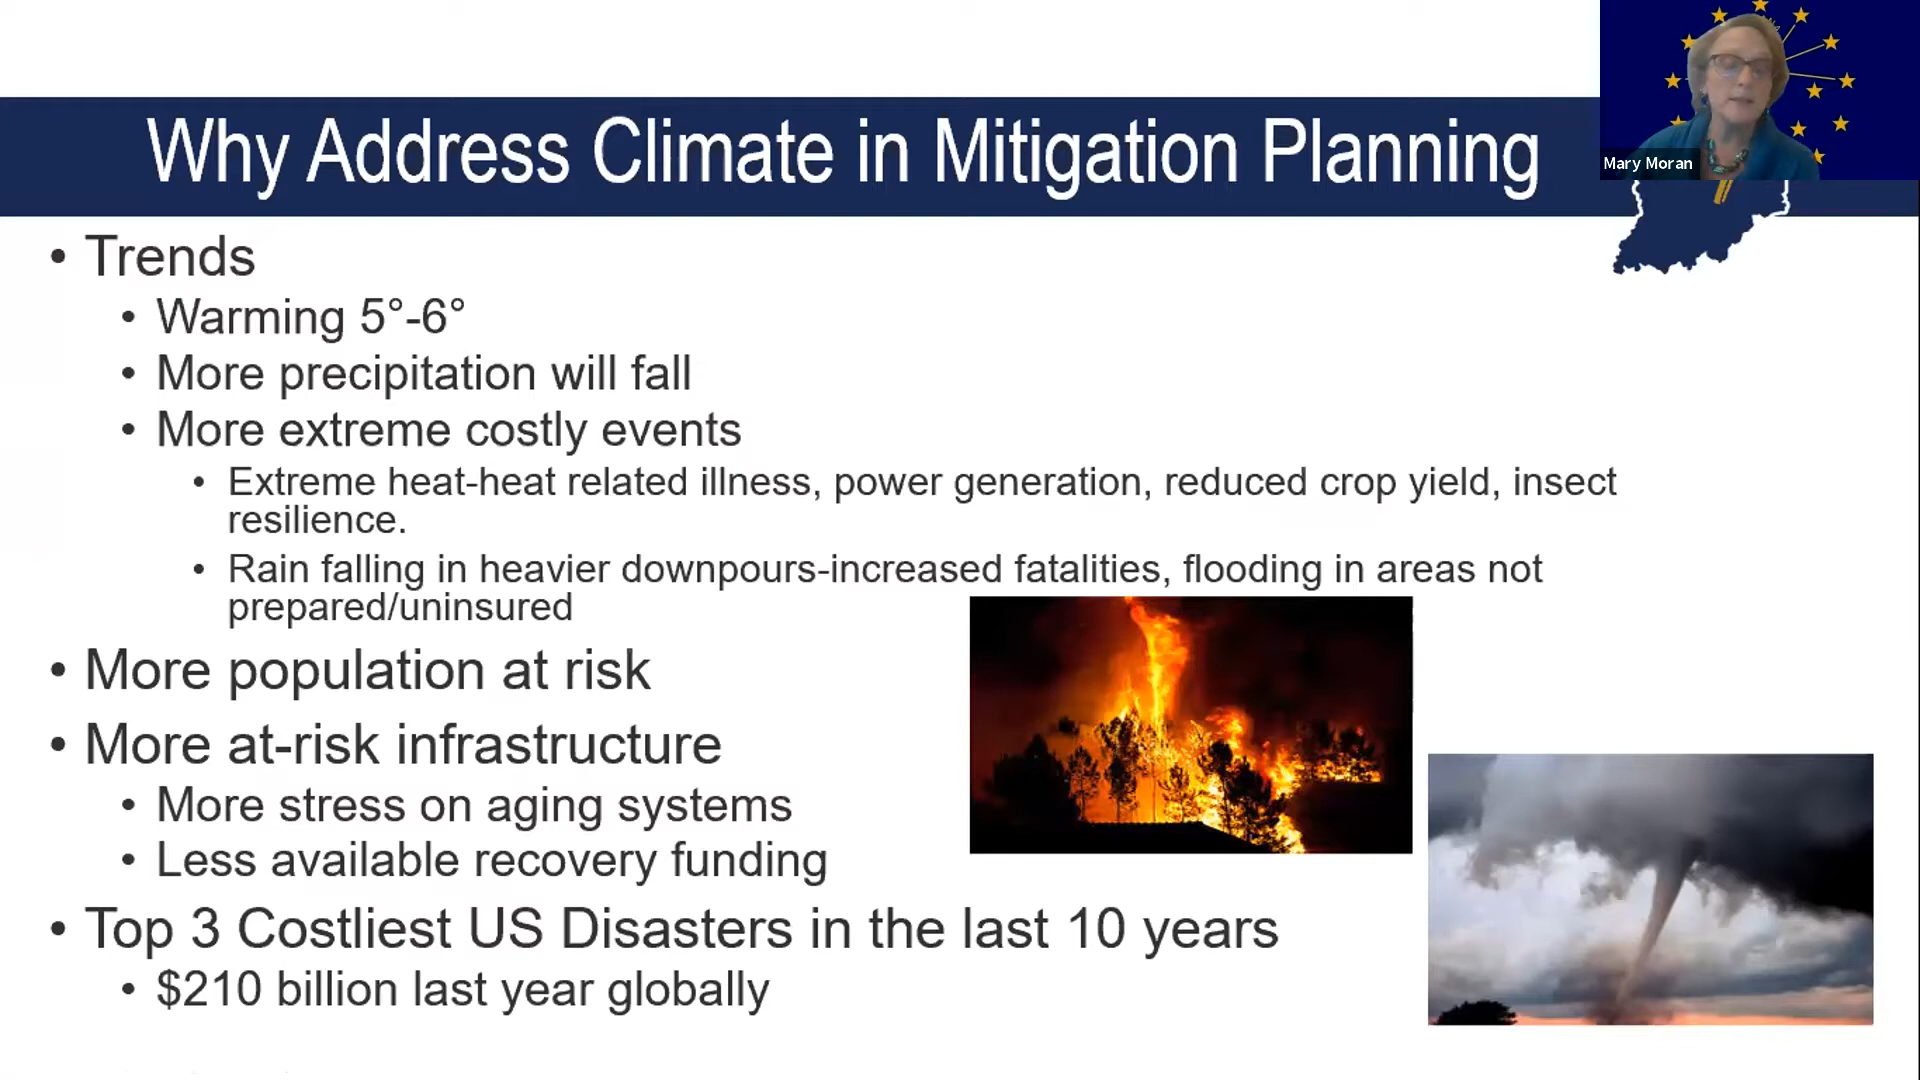 Why Address Climate in Mitigation Planning
Mary Moran
• Trends
• Warming 5°-6°
• More precipitation will fall
• More extreme costly events
• Extreme heat-heat related illness, power generation, reduced crop yield, insect
resilience.
• Rain falling in heavier downpours-increased fatalities, flooding in areas not
prepared/uninsured
• More population at risk
• More at-risk infrastructure
• More stress on aging systems
• Less available recovery funding
• Top 3 Costliest US Disasters in the last 10 years
• $210 billion last year globally